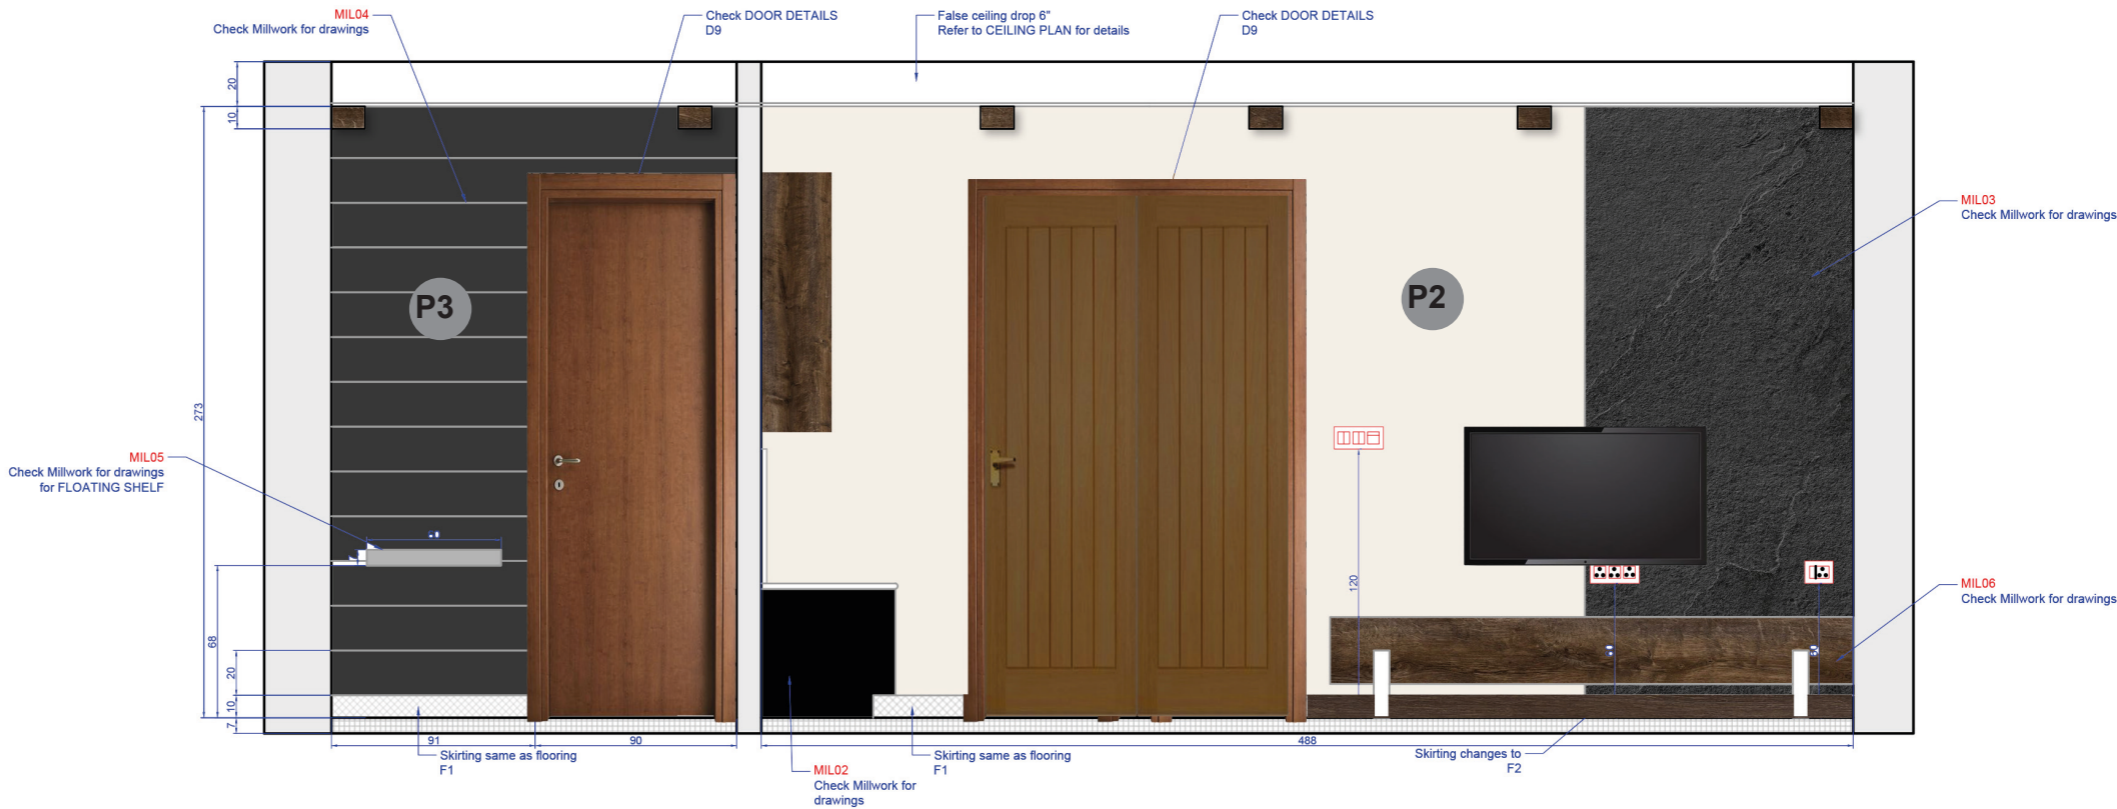 MIL04
Check Millwork for drawings
Check DOOR DETAILS
D9
False ceiling drop 6"
Refer to CEILING PLAN for details
Check DOOR DETAILS
D9
20
10
MIL03
Check Millwork for drawings
P3
P2
273
MIL05
Check Millwork for drawings
for FLOATING SHELF
120
MIL06
Check Millwork for drawings
68
20
10
7
91
90
488
Skirting same as flooring
F1
Skirting same as flooring
F1
Skirting changes to
F2
MIL02
Check Millwork for
drawings